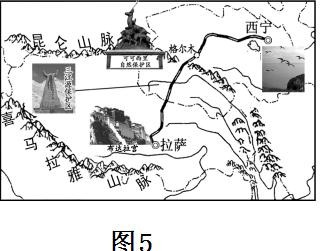 西宁
昆仑山脉
格尔木
可可西里
自然保护区
喜马拉雅山脉
布达拉宫
拉萨
图5